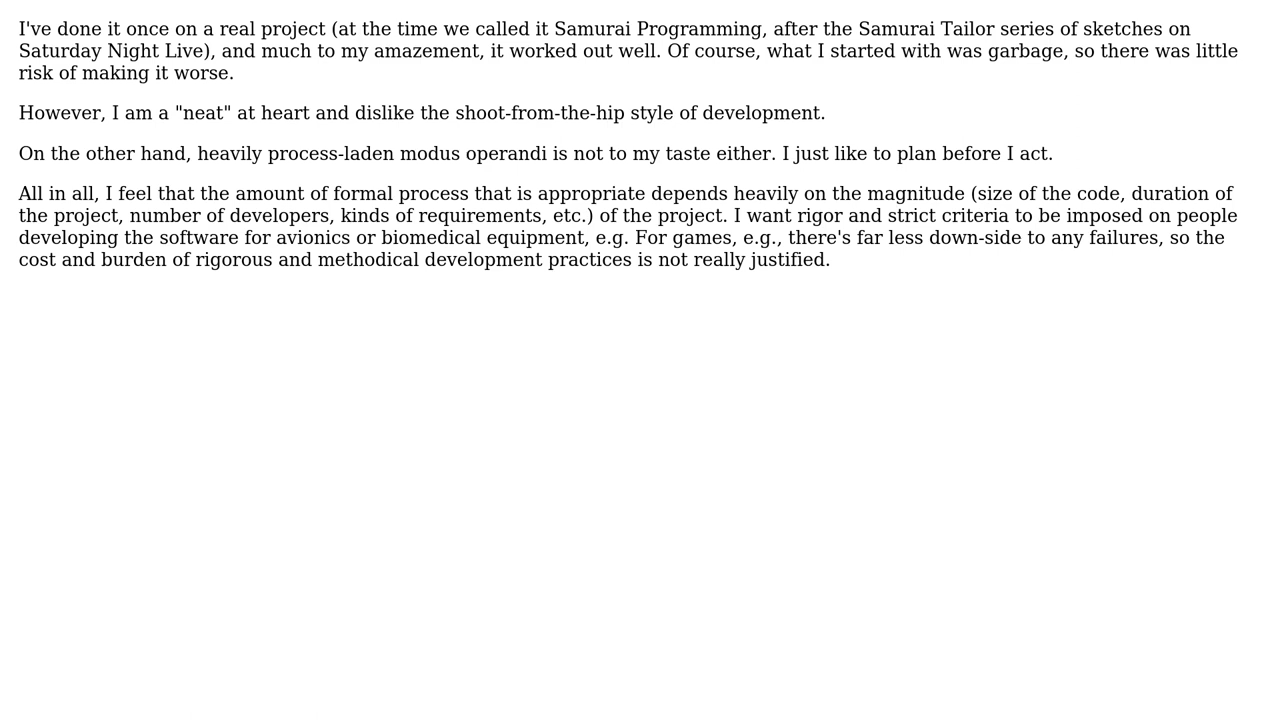 I've done it once on a real project (at the time we called it Samurai Programming, after the Samurai Tailor series of sketches on
Saturday Night Live), and much to my amazement, it worked out well. Of course, what I started with was garbage, so there was little
risk of making it worse.
However, I am a "neat" at heart and dislike the shoot-from-the-hip style of development.
On the other hand, heavily process-laden modus operandi is not to my taste either. I just like to plan before I act.
All in all, I feel that the amount of formal process that is appropriate depends heavily on the magnitude (size of the code, duration of
the project, number of developers, kinds of requirements, etc.) of the project. I want rigor and strict criteria to be imposed on people
developing the software for avionics or biomedical equipment, e.g. For games, e.g., there's far less down-side to any failures, so the
cost and burden of rigorous and methodical development practices is not really justified.